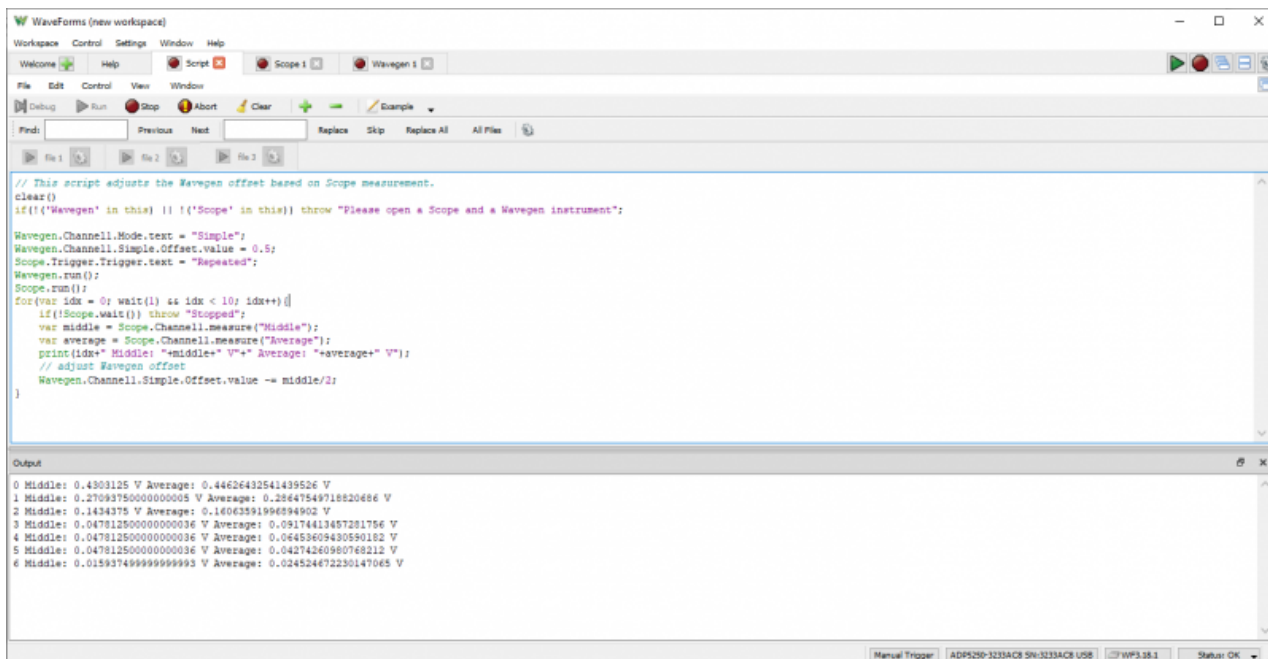 WaveForms (new workspace)
Workspace Control Settings Window Help
Welcome Help Script Scope 1 Wavegen 1
File Edit Control View Window
Debug Run Stop Abort Clear Example
Find: Previous Next Replace Skip Replace All All Files
file 1 file 2 file 3
// This script adjusts the Wavegen offset based on Scope measurement.
clear()
if(!('Wavegen' in this) || !('Scope' in this)) throw "Please open a Scope and a Wavegen instrument";
Wavegen.Channel1.Mode.text = "Simple";
Wavegen.Channel1.Simple.Offset.value = 0.5;
Scope.Trigger.Trigger.text = "Repeated";
Wavegen.run();
Scope.run();
for(var idx = 0; wait(1) && idx < 10; idx++){
if(!Scope.wait()) throw "Stopped";
var middle = Scope.Channel1.measure("Middle");
var average = Scope.Channel1.measure("Average");
print(idx+" Middle: "+middle+" V"+" Average: "+average+" V");
// adjust Wavegen offset
Wavegen.Channel1.Simple.Offset.value -= middle/2;
}
Output
0 Middle: 0.4303125 V Average: 0.44626432541439526 V
1 Middle: 0.27093750000000005 V Average: 0.28647549718820686 V
2 Middle: 0.1434375 V Average: 0.16063591996894902 V
3 Middle: 0.047812500000000036 V Average: 0.09174413457281756 V
4 Middle: 0.047812500000000036 V Average: 0.06453609430590182 V
5 Middle: 0.047812500000000036 V Average: 0.04274260980768212 V
6 Middle: 0.015937499999999993 V Average: 0.024524672230147065 V
Manual Trigger ADP5250-3233AC8 SN:3233AC8 USB WF3.18.1 Status: OK